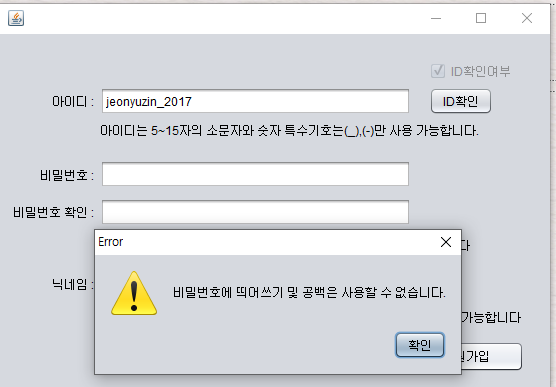 ID확인여부
아이디 :
jeonyuzin_2017
ID확인
아이디는 5~15자의 소문자와 숫자 특수기호는(_),(-)만 사용 가능합니다.
비밀번호 :
비밀번호 확인 :
Error
비밀번호에 띄어쓰기 및 공백은 사용할 수 없습니다.
닉네임 :
가능합니다
확인
가입